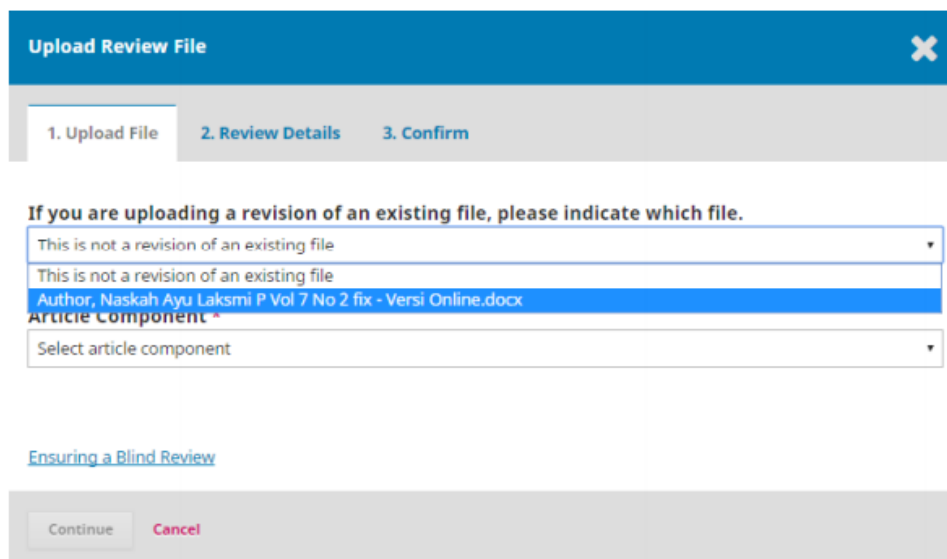 Upload Review File
1. Upload File 2. Review Details 3. Confirm
If you are uploading a revision of an existing file, please indicate which file.
This is not a revision of an existing file
This is not a revision of an existing file
Author, Naskah Ayu Laksmi P Vol 7 No 2 fix - Versi Online.docx
Article Component *
Select article component
Ensuring a Blind Review
Continue Cancel